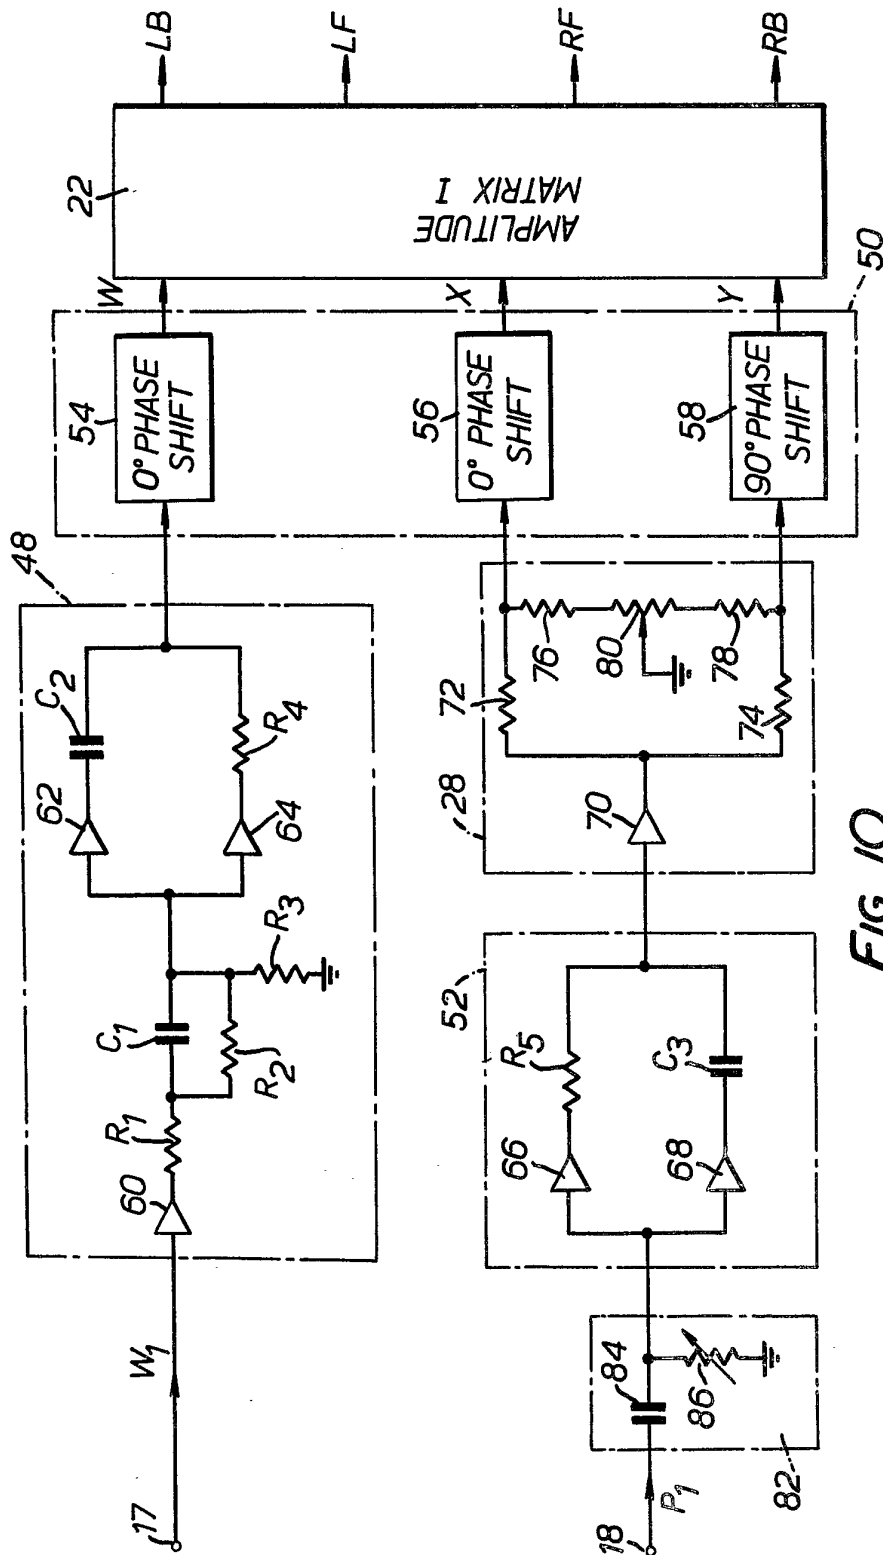 17
W1
60
R1
C1
R2
R3
62
64
C2
R4
48
54
0° PHASE
SHIFT
W
22
AMPLITUDE
MATRIX I
LB
LF
RF
RB
56
0° PHASE
SHIFT
X
58
90° PHASE
SHIFT
Y
50
18
P1
84
86
82
52
66
R5
68
C3
28
70
72
74
76
80
78
FIG 10